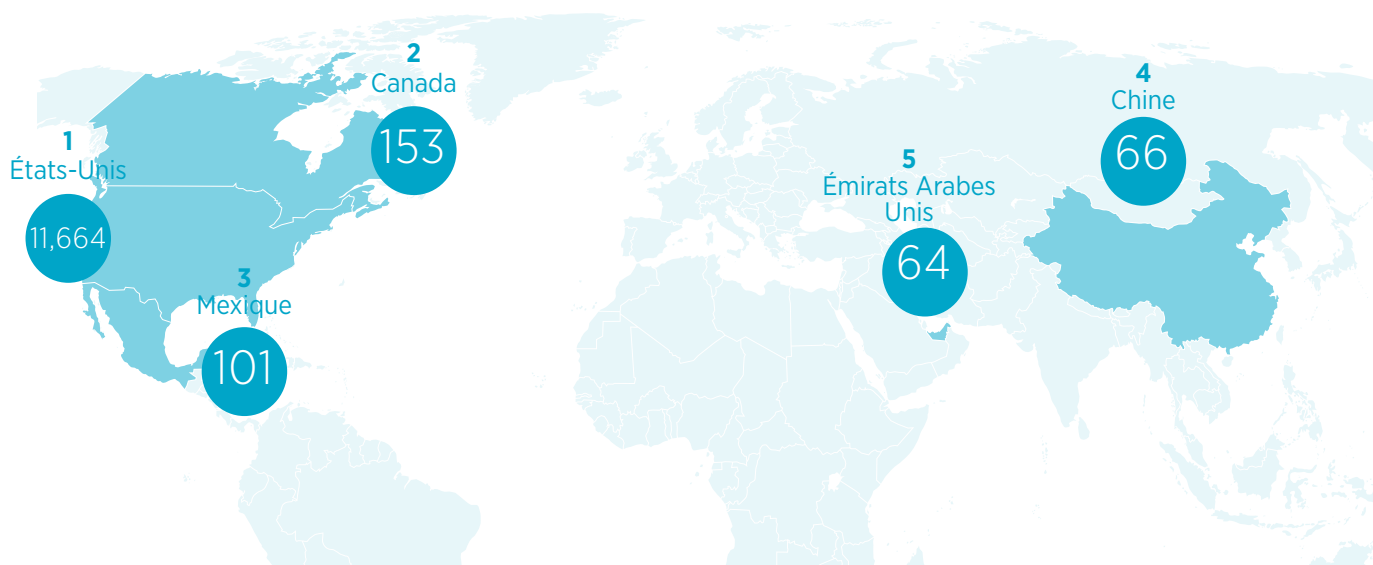 1
États-Unis
11,664
2
Canada
153
3
Mexique
101
4
Chine
66
5
Émirats Arabes
Unis
64